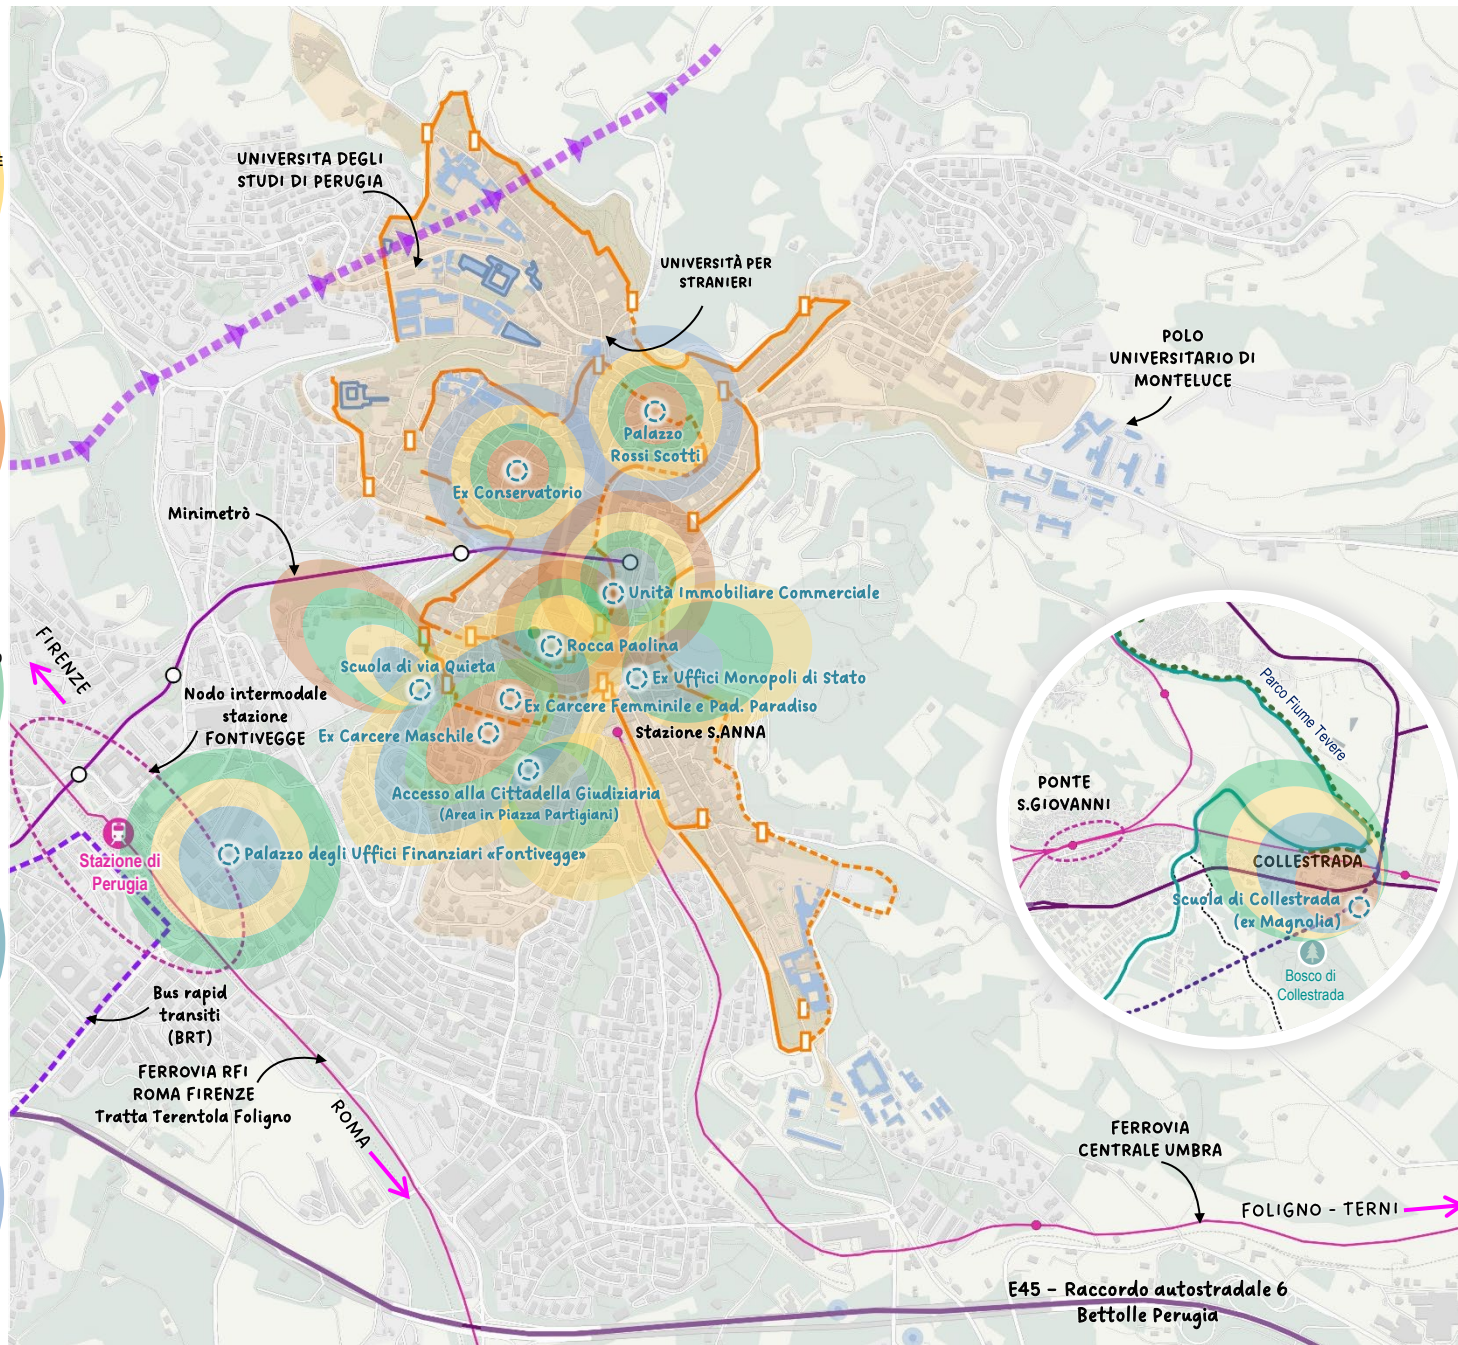 UNIVERSITA DEGLI
STUDI DI PERUGIA
UNIVERSITÀ PER
STRANIERI
POLO
UNIVERSITARIO DI
MONTELUCE
Palazzo
Rossi Scotti
Ex Conservatorio
Minimetrò
Unità Immobiliare Commerciale
FIRENZE
Rocca Paolina
Scuola di via Quieta
Ex Uffici Monopoli di Stato
Nodo intermodale
stazione
FONTIVEGGE
Ex Carcere Femminile e Pad. Paradiso
Ex Carcere Maschile
Stazione S.ANNA
Accesso alla Cittadella Giudiziaria
(Area in Piazza Partigiani)
Stazione di
Perugia
Palazzo degli Uffici Finanziari «Fontivegge»
Parco Fiume Tevere
PONTE
S.GIOVANNI
COLLESTRADA
Scuola di Collestrada
(ex Magnolia)
Bosco di
Collestrada
Bus rapid
transiti
(BRT)
FERROVIA RFI
ROMA FIRENZE
Tratta Terentola Foligno
ROMA
FERROVIA
CENTRALE UMBRA
FOLIGNO - TERNI
E45 - Raccordo autostradale 6
Bettolle Perugia